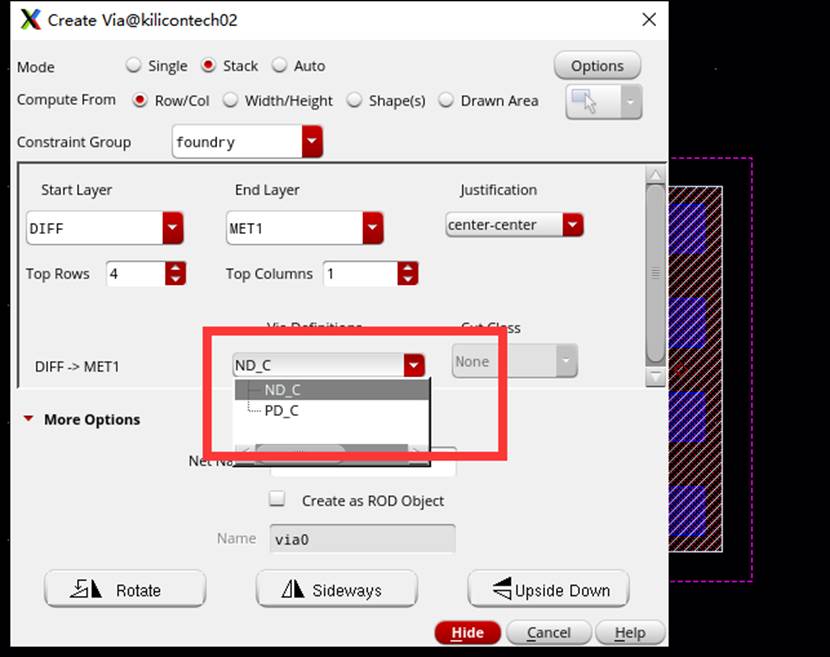 Create Via@kilicontech02
Mode Single Stack Auto Options
Compute From Row/Col Width/Height Shape(s) Drawn Area
Constraint Group foundry
Start Layer End Layer Justification
DIFF MET1 center-center
Top Rows 4 Top Columns 1
Via Definitions Cut Class
DIFF -> MET1 ND_C None
ND_C
PD_C
More Options
Net
Create as ROD Object
Name via0
Rotate Sideways Upside Down
Hide Cancel Help